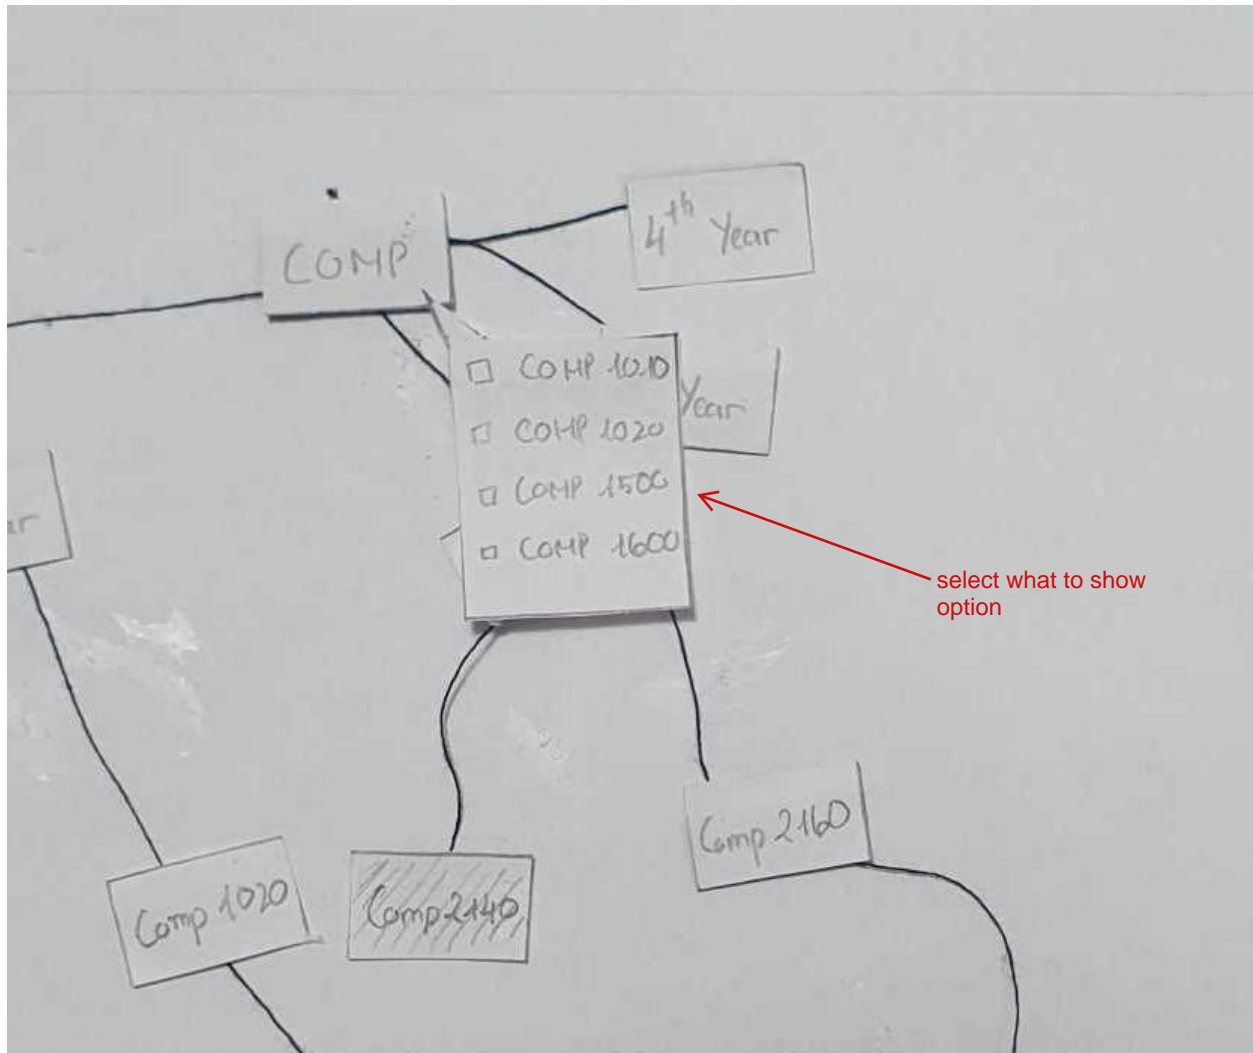 COMP
4th Year
COMP 1010
COMP 1020
COMP 1500
COMP 1600
Year
select what to show
option
Comp 2160
Comp 1020
Comp 2140